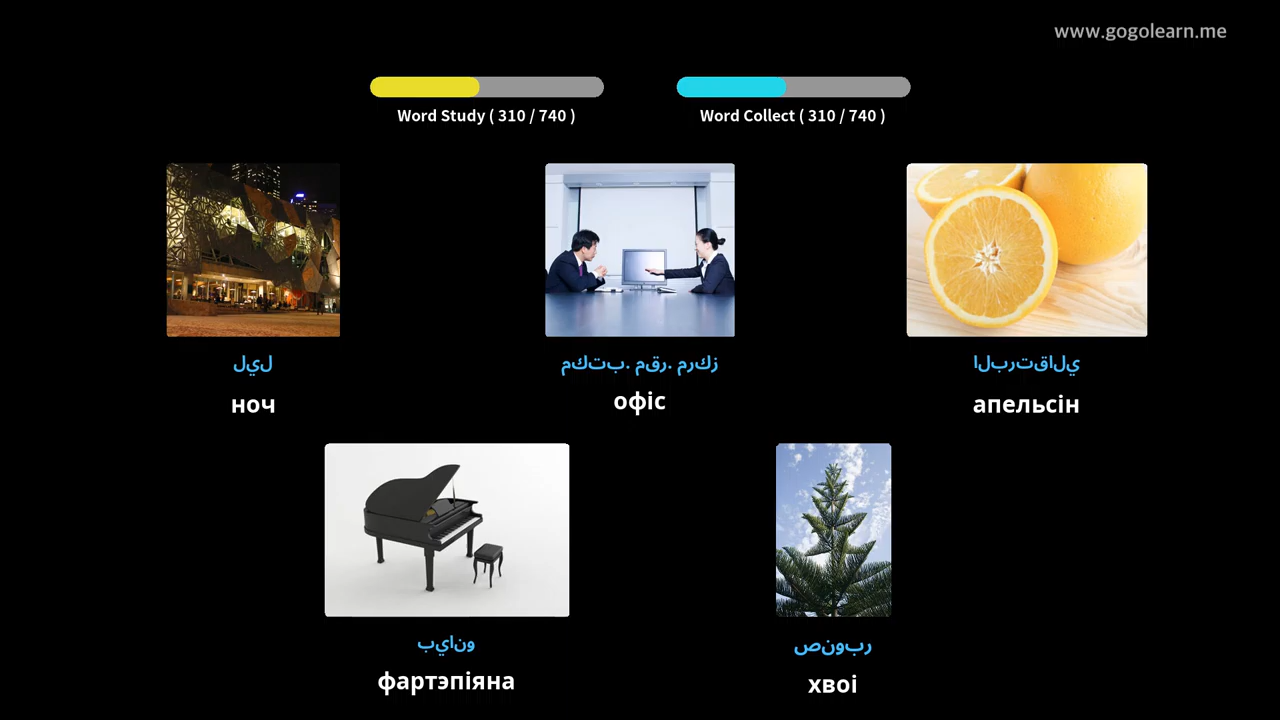 www.gogolearn.me
Word Study ( 310 / 740 )
Word Collect ( 310 / 740 )
ليل
ноч
مكتب. مقر. مركز
офіс
البرتقالي
апельсін
بيانو
фартэпіяна
صنوبر
хвоі